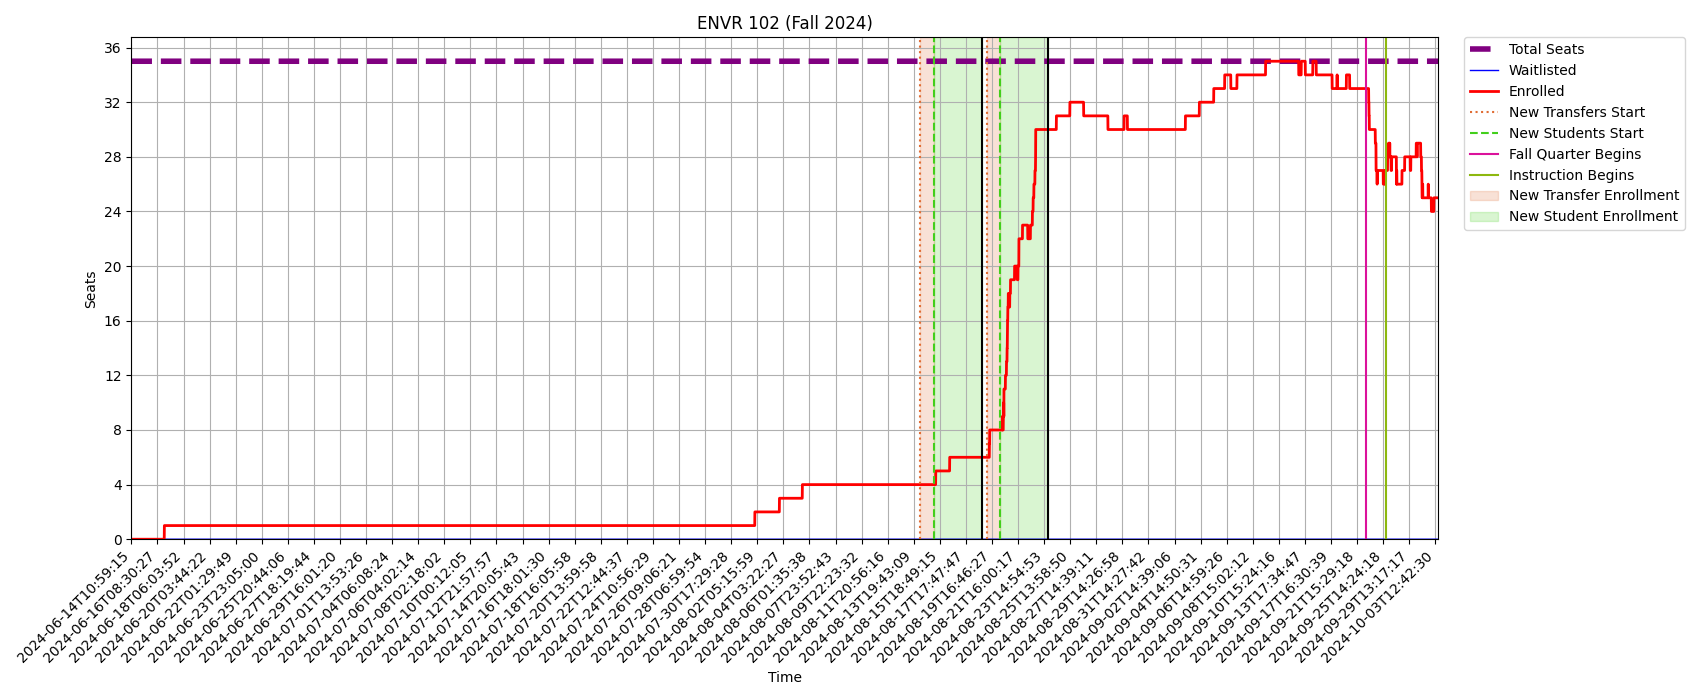 ENVR 102 (Fall 2024)
Seats
36
32
28
24
20
16
12
8
4
0
Total Seats
Waitlisted
Enrolled
New Transfers Start
New Students Start
Fall Quarter Begins
Instruction Begins
New Transfer Enrollment
New Student Enrollment
2024-06-14T10:59:15
2024-06-16T08:30:27
2024-06-18T06:03:52
2024-06-20T03:44:22
2024-06-22T01:29:49
2024-06-23T23:05:00
2024-06-25T20:44:06
2024-06-27T18:19:44
2024-06-29T16:01:20
2024-07-01T13:53:26
2024-07-04T06:08:24
2024-07-06T04:02:14
2024-07-08T02:18:02
2024-07-10T00:12:05
2024-07-12T21:57:57
2024-07-14T20:05:43
2024-07-16T18:01:30
2024-07-18T16:05:58
2024-07-20T13:59:58
2024-07-22T12:44:37
2024-07-24T10:56:29
2024-07-26T09:06:21
2024-07-28T06:59:54
2024-07-30T17:29:28
2024-08-02T05:15:59
2024-08-04T03:22:27
2024-08-06T01:35:38
2024-08-07T23:52:43
2024-08-09T22:23:32
2024-08-11T20:56:16
2024-08-13T19:43:09
2024-08-15T18:49:15
2024-08-17T17:47:47
2024-08-19T16:46:27
2024-08-21T16:00:17
2024-08-23T14:54:53
2024-08-25T13:58:50
2024-08-27T14:39:11
2024-08-29T14:26:58
2024-08-31T14:27:42
2024-09-02T14:39:06
2024-09-04T14:50:31
2024-09-06T14:59:26
2024-09-08T15:02:12
2024-09-10T15:24:16
2024-09-13T17:34:47
2024-09-17T16:30:39
2024-09-21T15:29:18
2024-09-25T14:24:18
2024-09-29T13:17:17
2024-10-03T12:42:30
Time